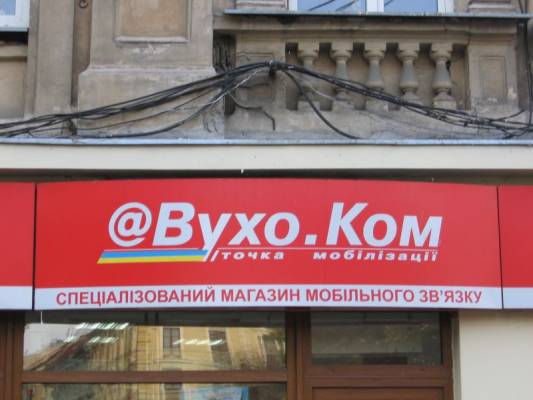 @Вухо.Ком
//точка мобілізації
СПЕЦІАЛІЗОВАНИЙ МАГАЗИН МОБІЛЬНОГО ЗВ'ЯЗКУ